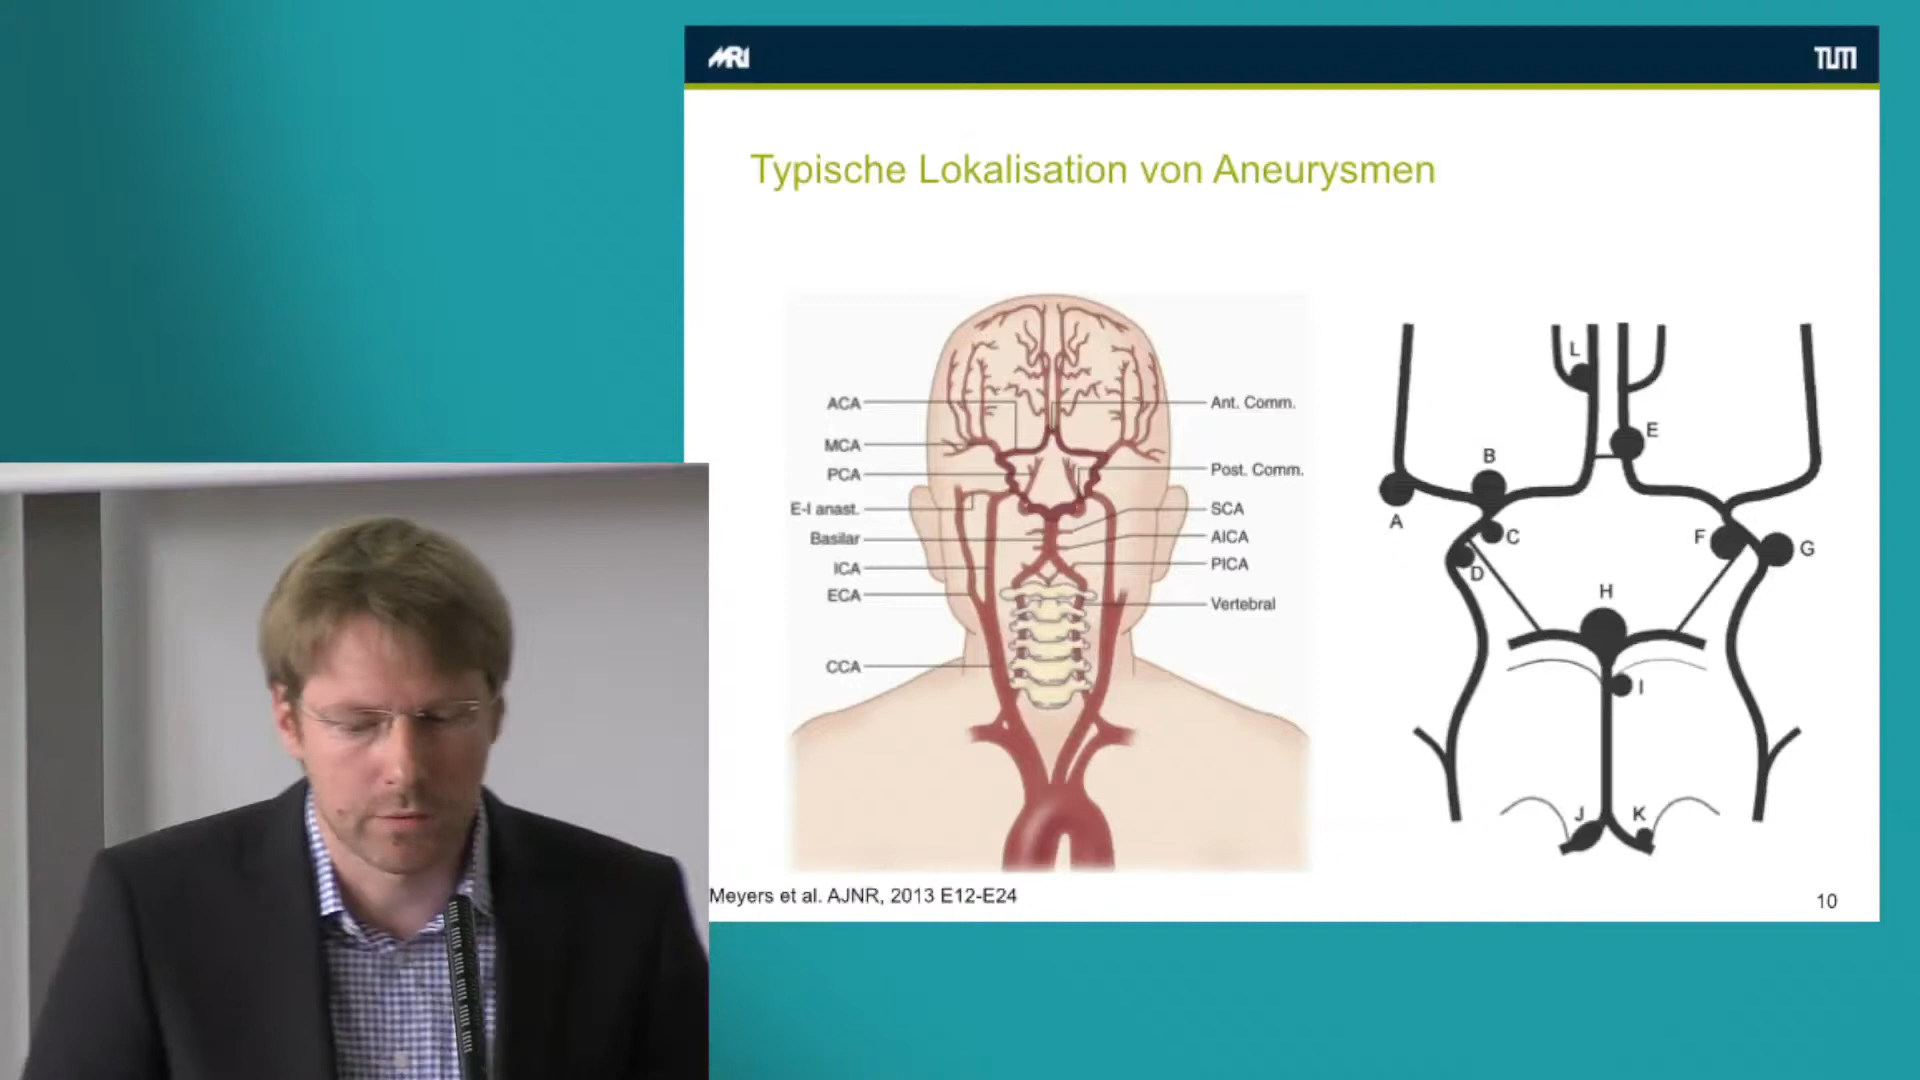 MRI
TUM
Typische Lokalisation von Aneurysmen
ACA
MCA
PCA
E-I anast.
Basilar
ICA
ECA
CCA
Ant. Comm.
Post. Comm.
SCA
AICA
PICA
Vertebral
L
E
B
A
C
D
F
G
H
I
J
K
Meyers et al. AJNR, 2013 E12-E24
10